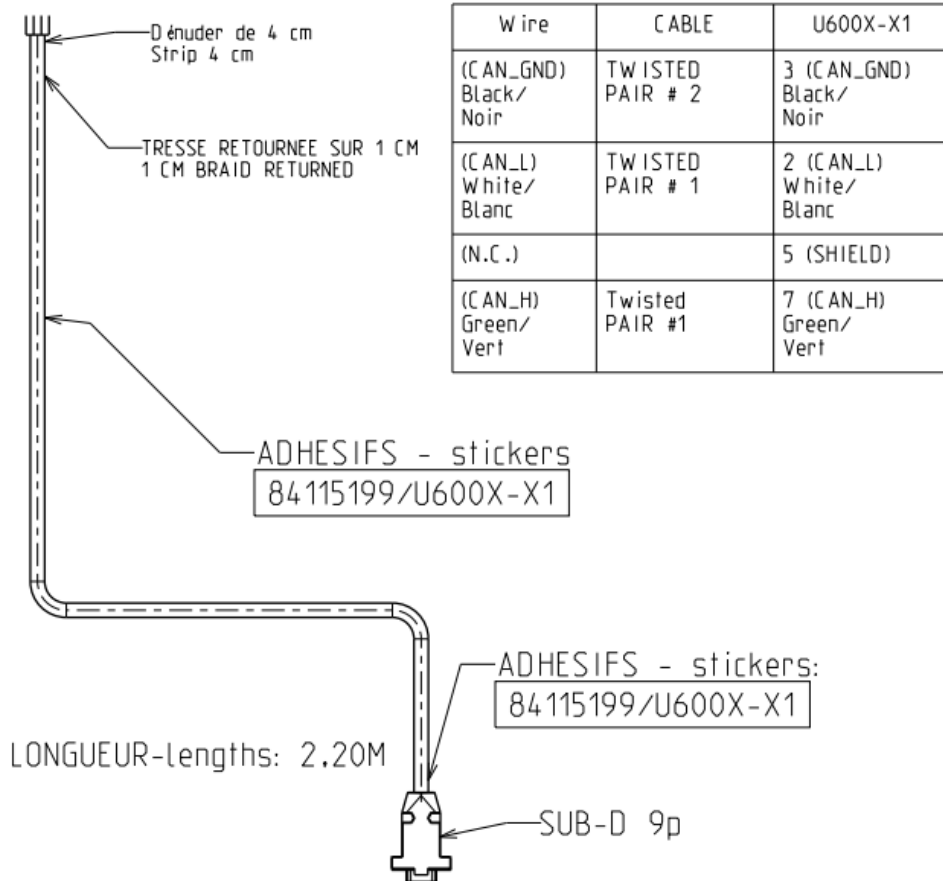 Dénuder de 4 cm
Strip 4 cm
TRESSE RETOURNEE SUR 1 CM
1 CM BRAID RETURNED
Wire CABLE U600X-X1
(CAN_GND) TWISTED 3 (CAN_GND)
Black/ PAIR # 2 Black/
Noir Noir
(CAN_L) TWISTED 2 (CAN_L)
White/ PAIR # 1 White/
Blanc Blanc
(N.C.) 5 (SHIELD)
(CAN_H) Twisted 7 (CAN_H)
Green/ PAIR #1 Green/
Vert Vert
ADHESIFS - stickers
84115199/U600X-X1
ADHESIFS - stickers:
84115199/U600X-X1
LONGUEUR-lengths: 2,20M
SUB-D 9p